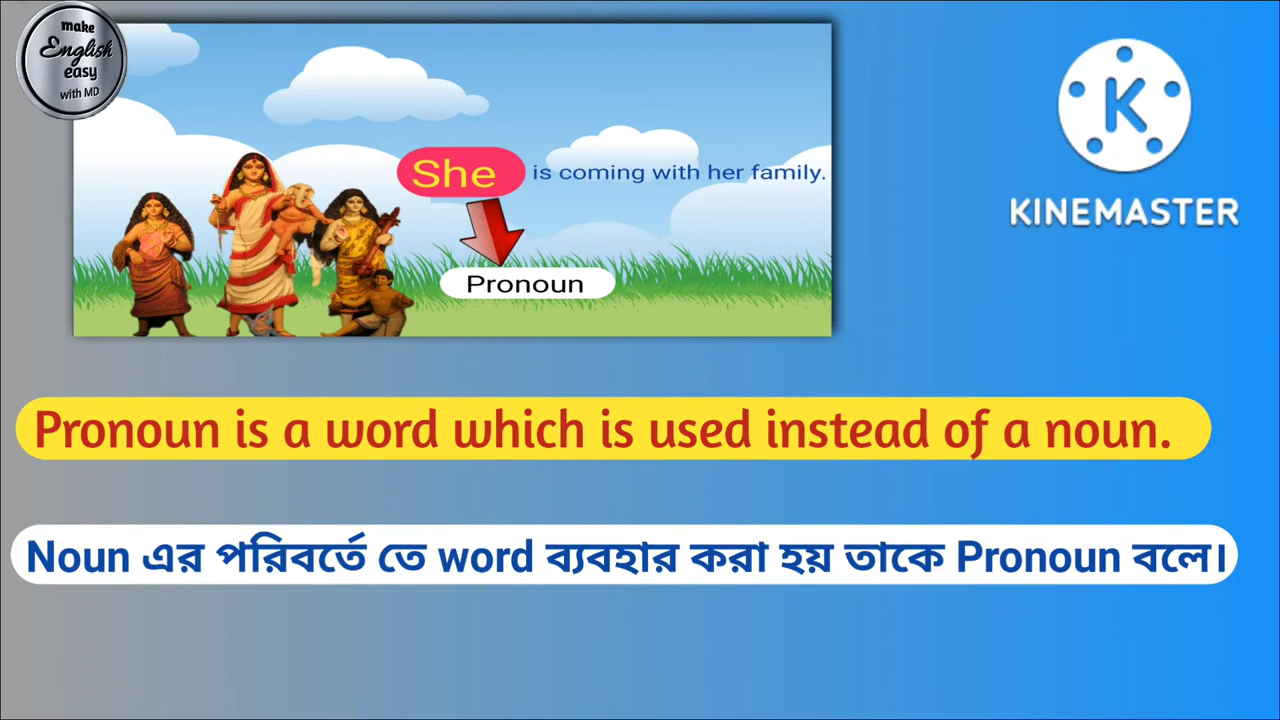 make
English
easy
with MD
She is coming with her family.
Pronoun
KINEMASTER
Pronoun is a word which is used instead of a noun.
Noun এর পরিবর্তে তে word ব্যবহার করা হয় তাকে Pronoun বলে।